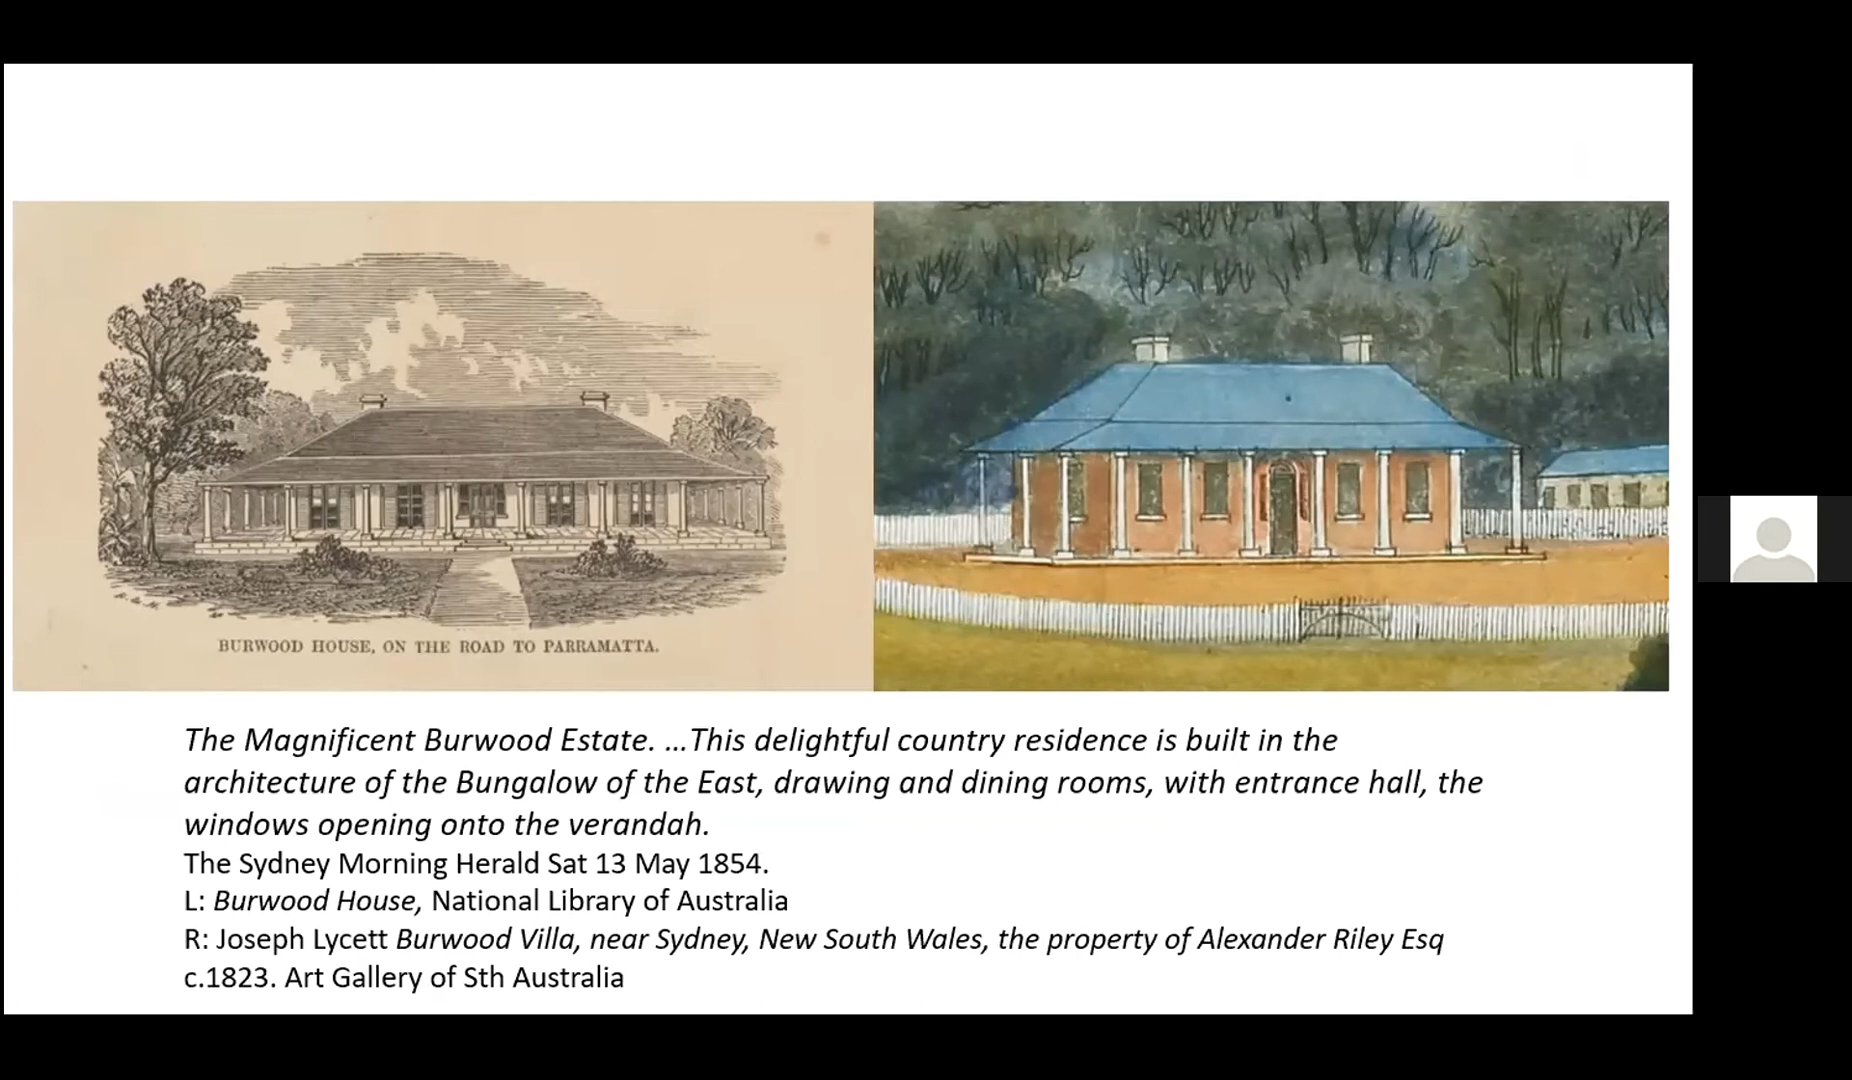 BURWOOD HOUSE, ON THE ROAD TO PARRAMATTA.
The Magnificent Burwood Estate. ...This delightful country residence is built in the
architecture of the Bungalow of the East, drawing and dining rooms, with entrance hall, the
windows opening onto the verandah.
The Sydney Morning Herald Sat 13 May 1854.
L: Burwood House, National Library of Australia
R: Joseph Lycett Burwood Villa, near Sydney, New South Wales, the property of Alexander Riley Esq
c.1823. Art Gallery of Sth Australia